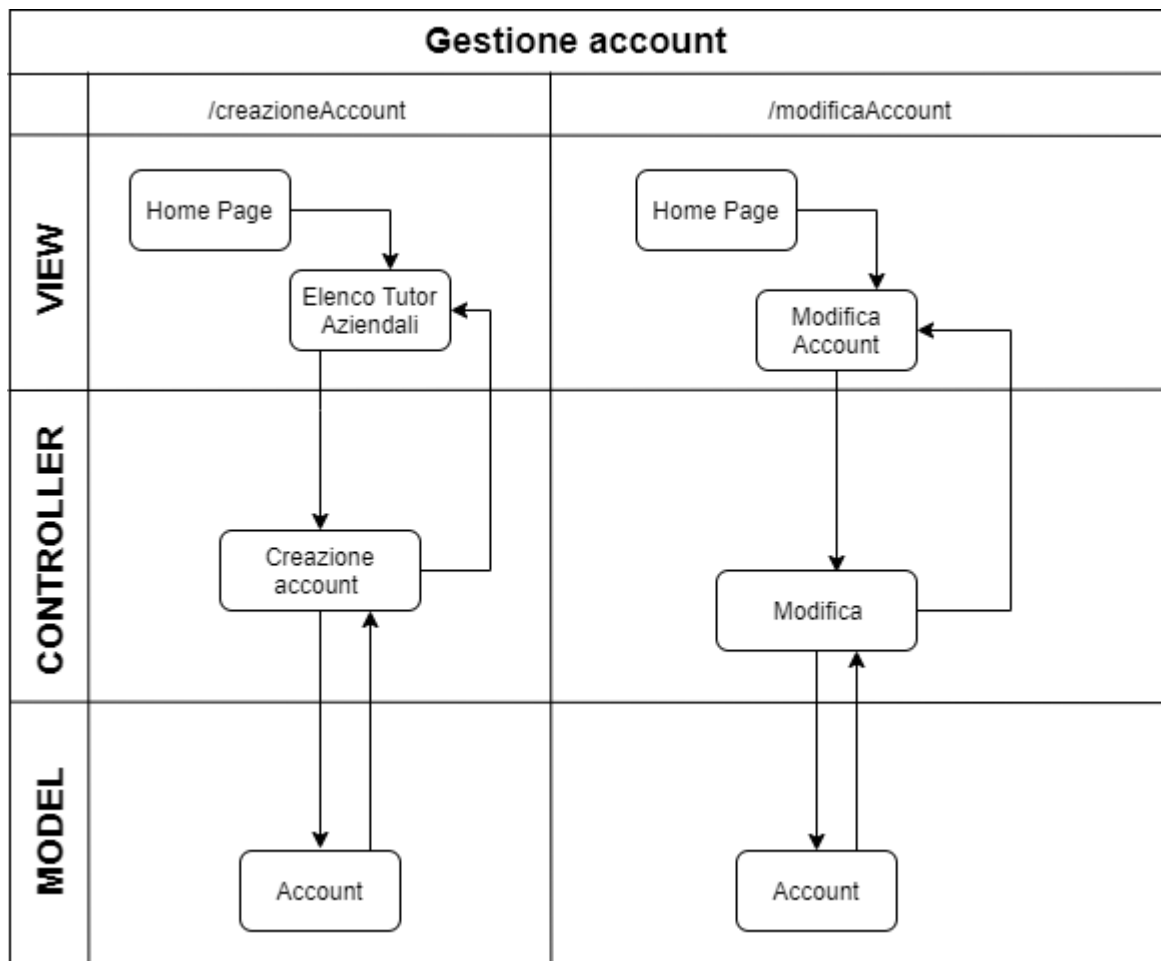 Gestione account
/creazioneAccount
/modificaAccount
VIEW
Home Page
Elenco Tutor
Aziendali
Home Page
Modifica
Account
CONTROLLER
Creazione
account
Modifica
MODEL
Account
Account